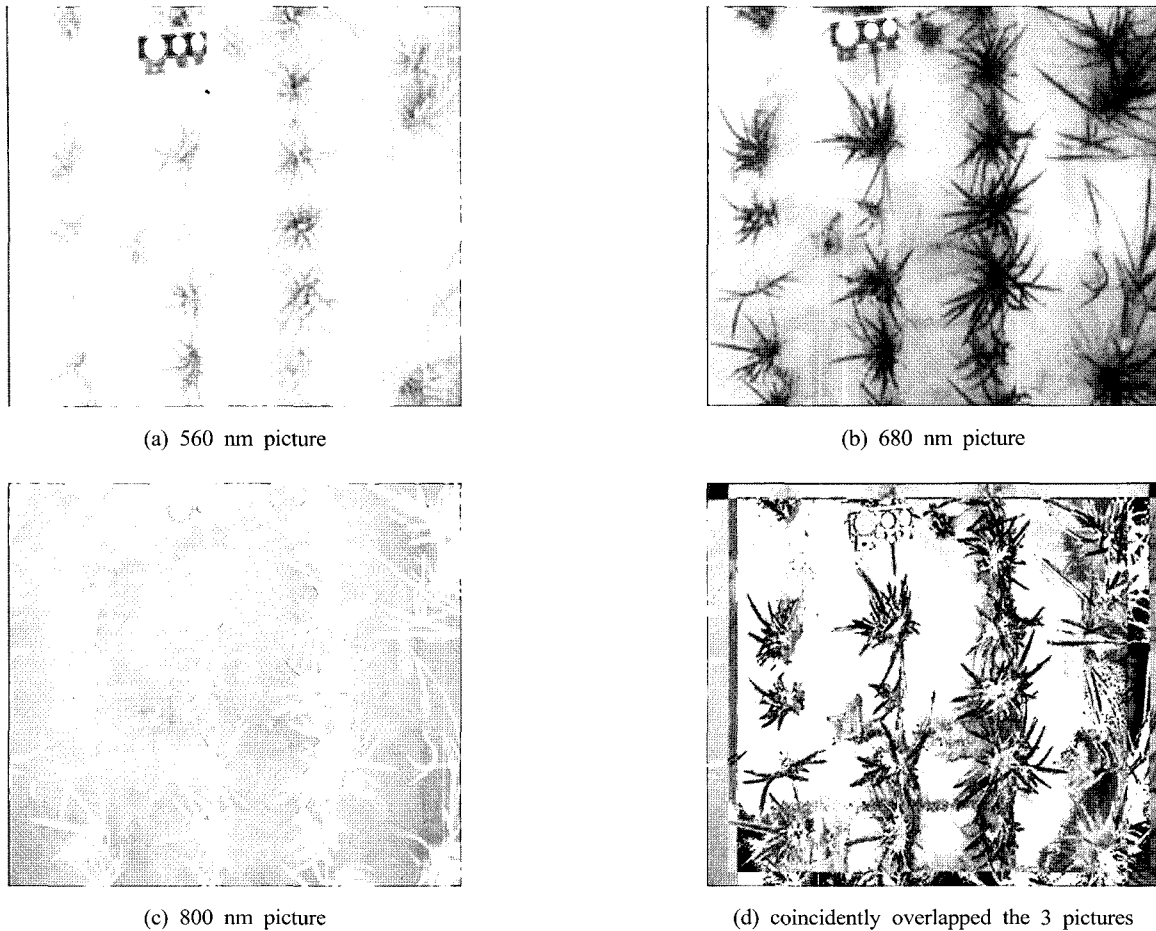 (a) 560 nm picture
(b) 680 nm picture
(c) 800 nm picture
(d) coincidently overlapped the 3 pictures